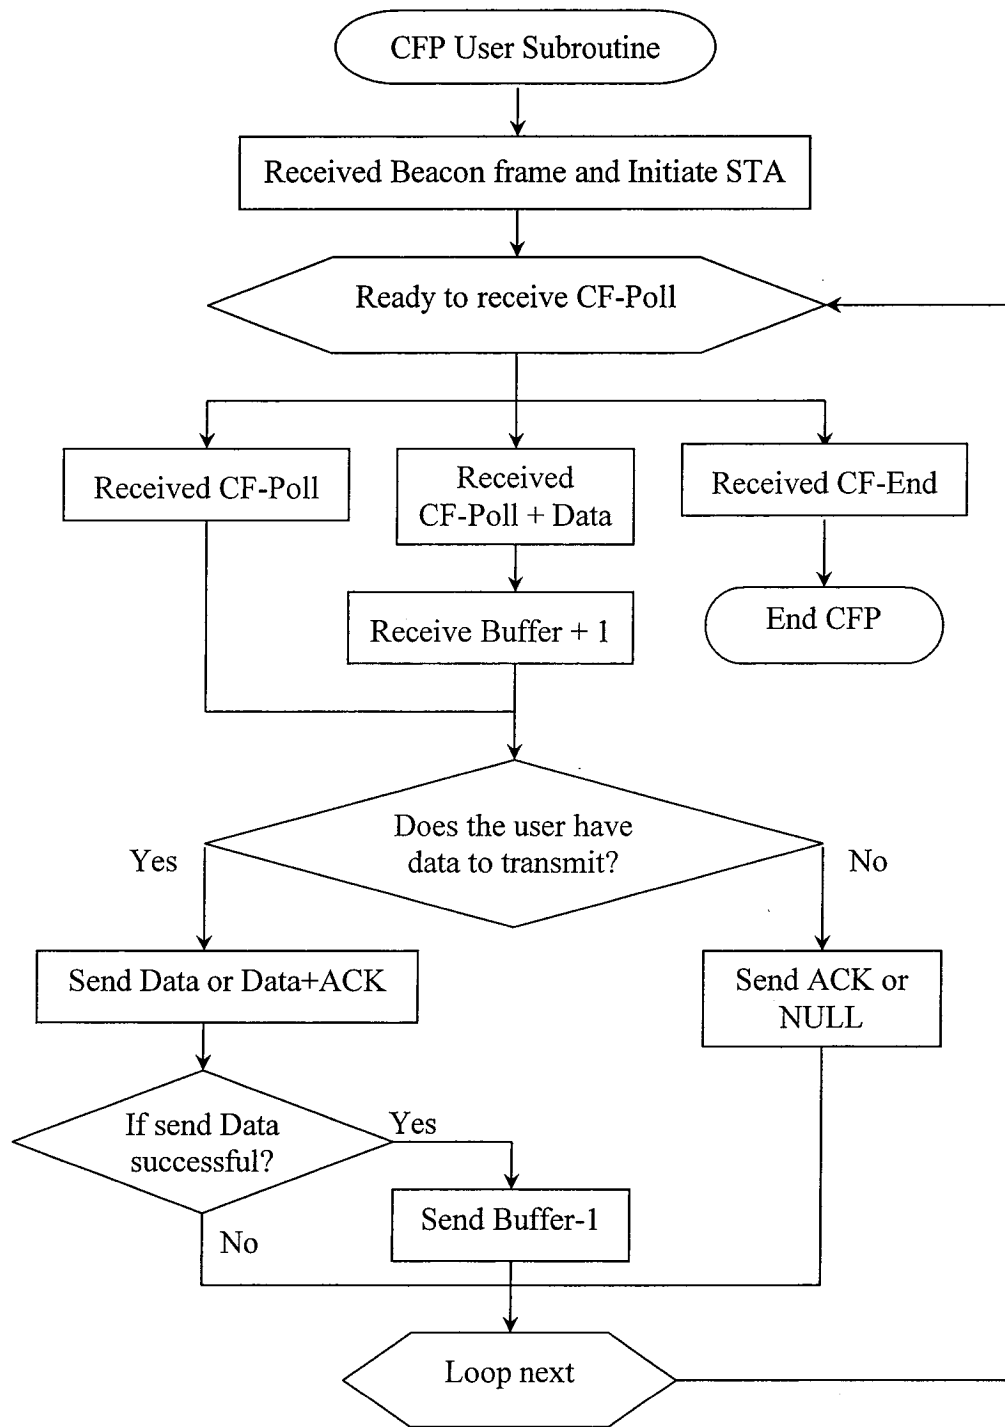 CFP User Subroutine
Received Beacon frame and Initiate STA
Ready to receive CF-Poll
Received CF-Poll
Received
CF-Poll + Data
Received CF-End
Receive Buffer + 1
End CFP
Does the user have
data to transmit?
Yes
No
Send Data or Data+ACK
Send ACK or
NULL
If send Data
successful?
Yes
Send Buffer-1
No
Loop next